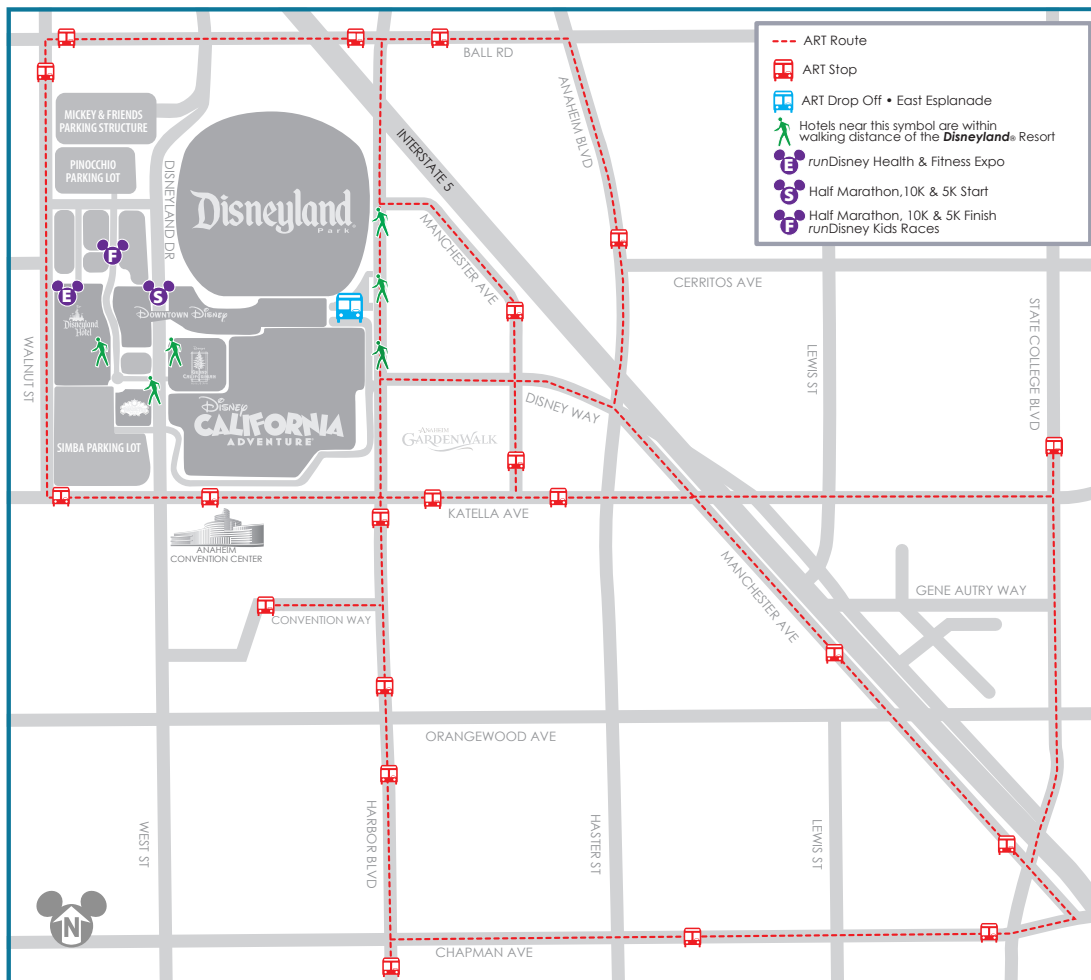 BALL RD
ART Route
ART Stop
ART Drop Off • East Esplanade
Hotels near this symbol are within
walking distance of the Disneyland® Resort
E
runDisney Health & Fitness Expo
S
Half Marathon,10K & 5K Start
F
Half Marathon, 10K & 5K Finish
runDisney Kids Races
MICKEY & FRIENDS
PARKING STRUCTURE
PINOCCHIO
PARKING LOT
DISNEYLAND DR
Disneyland
Park
INTERSTATE 5
ANAHEIM BLVD
MANCHESTER AVE
CERRITOS AVE
F
E
S
DOWNTOWN DISNEY
Disneyland
Hotel
WALNUT ST
LEWIS ST
STATE COLLEGE BLVD
DISNEY WAY
Disney
CALIFORNIA
ADVENTURE
ANAHEIM
GARDENWALK
SIMBA PARKING LOT
KATELLA AVE
ANAHEIM
CONVENTION CENTER
MANCHESTER AVE
GENE AUTRY WAY
CONVENTION WAY
ORANGEWOOD AVE
WEST ST
HARBOR BLVD
HASTER ST
LEWIS ST
N
CHAPMAN AVE